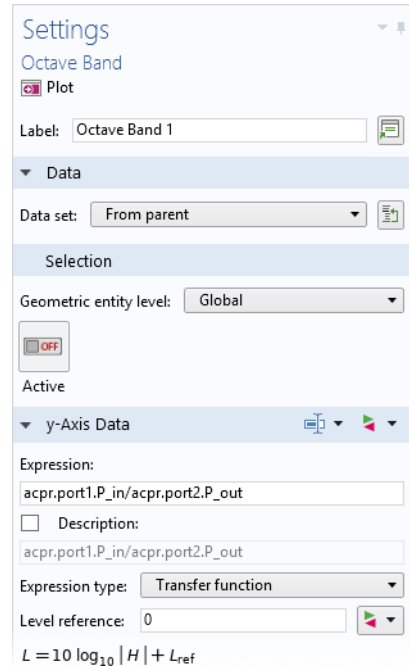 Settings
Octave Band
Plot
Label: Octave Band 1
Data
Data set: From parent
Selection
Geometric entity level: Global
OFF
Active
y-Axis Data
Expression:
acpr.port1.P_in/acpr.port2.P_out
Description:
acpr.port1.P_in/acpr.port2.P_out
Expression type: Transfer function
Level reference: 0
L = 10 log₁₀ |H| + Lref